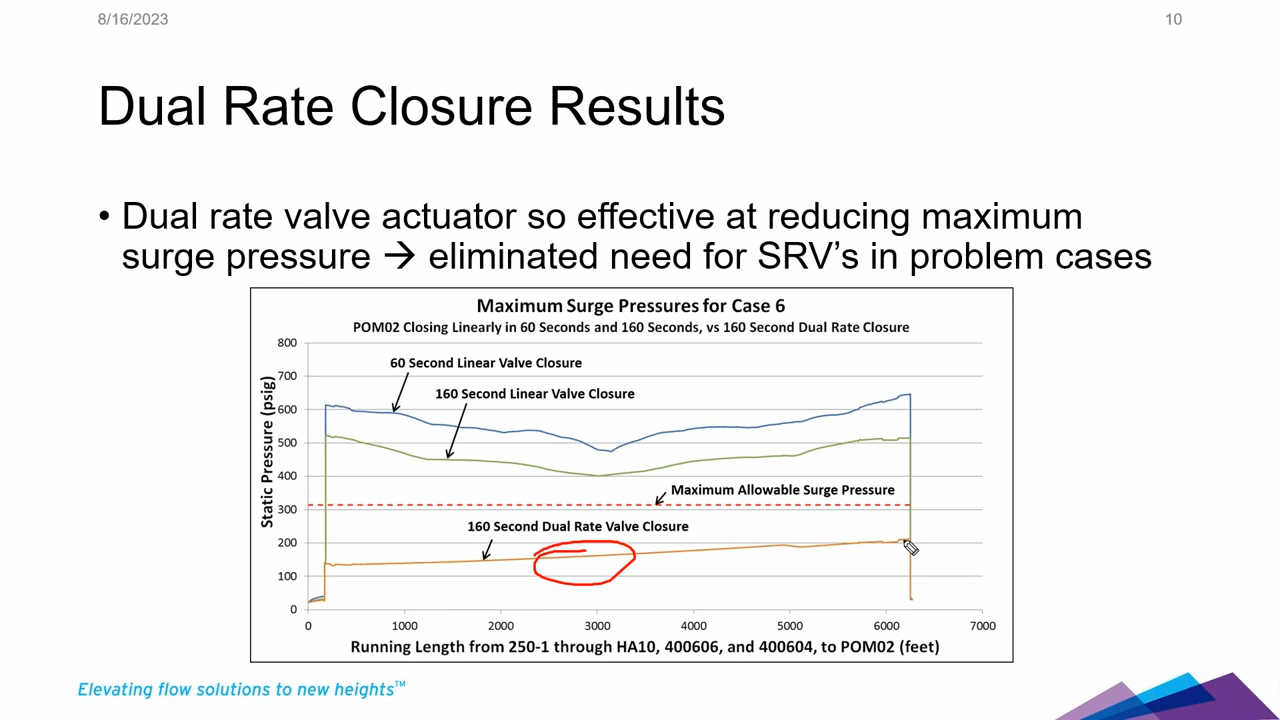 8/16/2023
10
Dual Rate Closure Results
• Dual rate valve actuator so effective at reducing maximum
surge pressure → eliminated need for SRV’s in problem cases
Maximum Surge Pressures for Case 6
POM02 Closing Linearly in 60 Seconds and 160 Seconds, vs 160 Second Dual Rate Closure
800
700
600
500
400
300
200
100
0
Static Pressure (psig)
60 Second Linear Valve Closure
160 Second Linear Valve Closure
Maximum Allowable Surge Pressure
160 Second Dual Rate Valve Closure
0 1000 2000 3000 4000 5000 6000 7000
Running Length from 250-1 through HA10, 400606, and 400604, to POM02 (feet)
Elevating flow solutions to new heights™